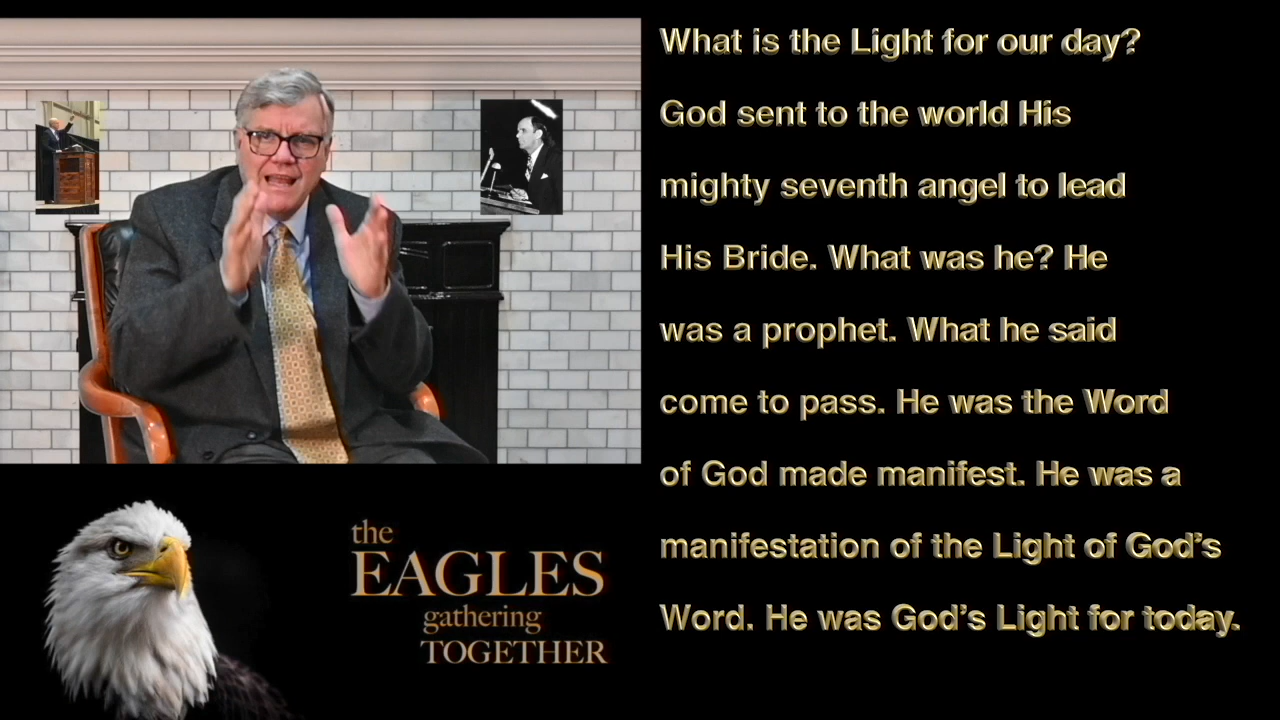 What is the Light for our day?
God sent to the world His
mighty seventh angel to lead
His Bride. What was he? He
was a prophet. What he said
come to pass. He was the Word
of God made manifest. He was a
manifestation of the Light of God’s
Word. He was God’s Light for today.
the
EAGLES
gathering
TOGETHER